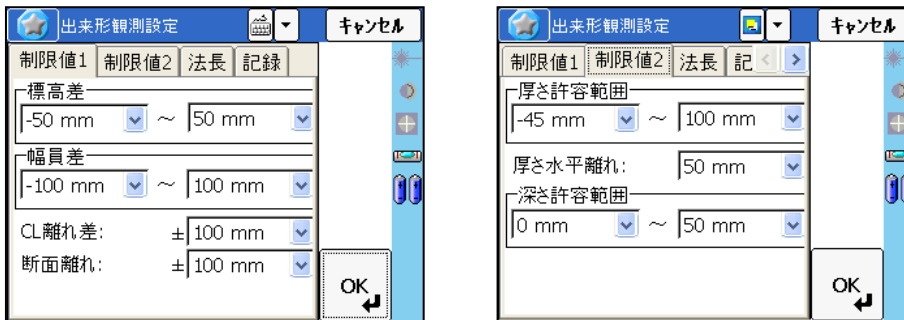 出来形観測設定
キャンセル
制限値1 制限値2 法長 記録
標高差
-50 mm ～ 50 mm
幅員差
-100 mm ～ 100 mm
CL離れ差: ± 100 mm
断面離れ: ± 100 mm
OK
出来形観測設定
キャンセル
制限値1 制限値2 法長 記
厚さ許容範囲
-45 mm ～ 100 mm
厚さ水平離れ: 50 mm
深さ許容範囲
0 mm ～ 50 mm
OK